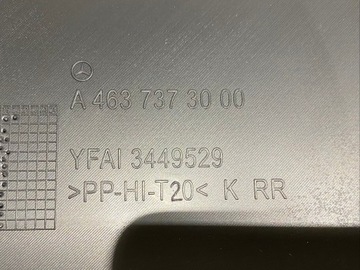 A 463 737 30 00
YFAI 3449529
>PP-HI-T20< K RR